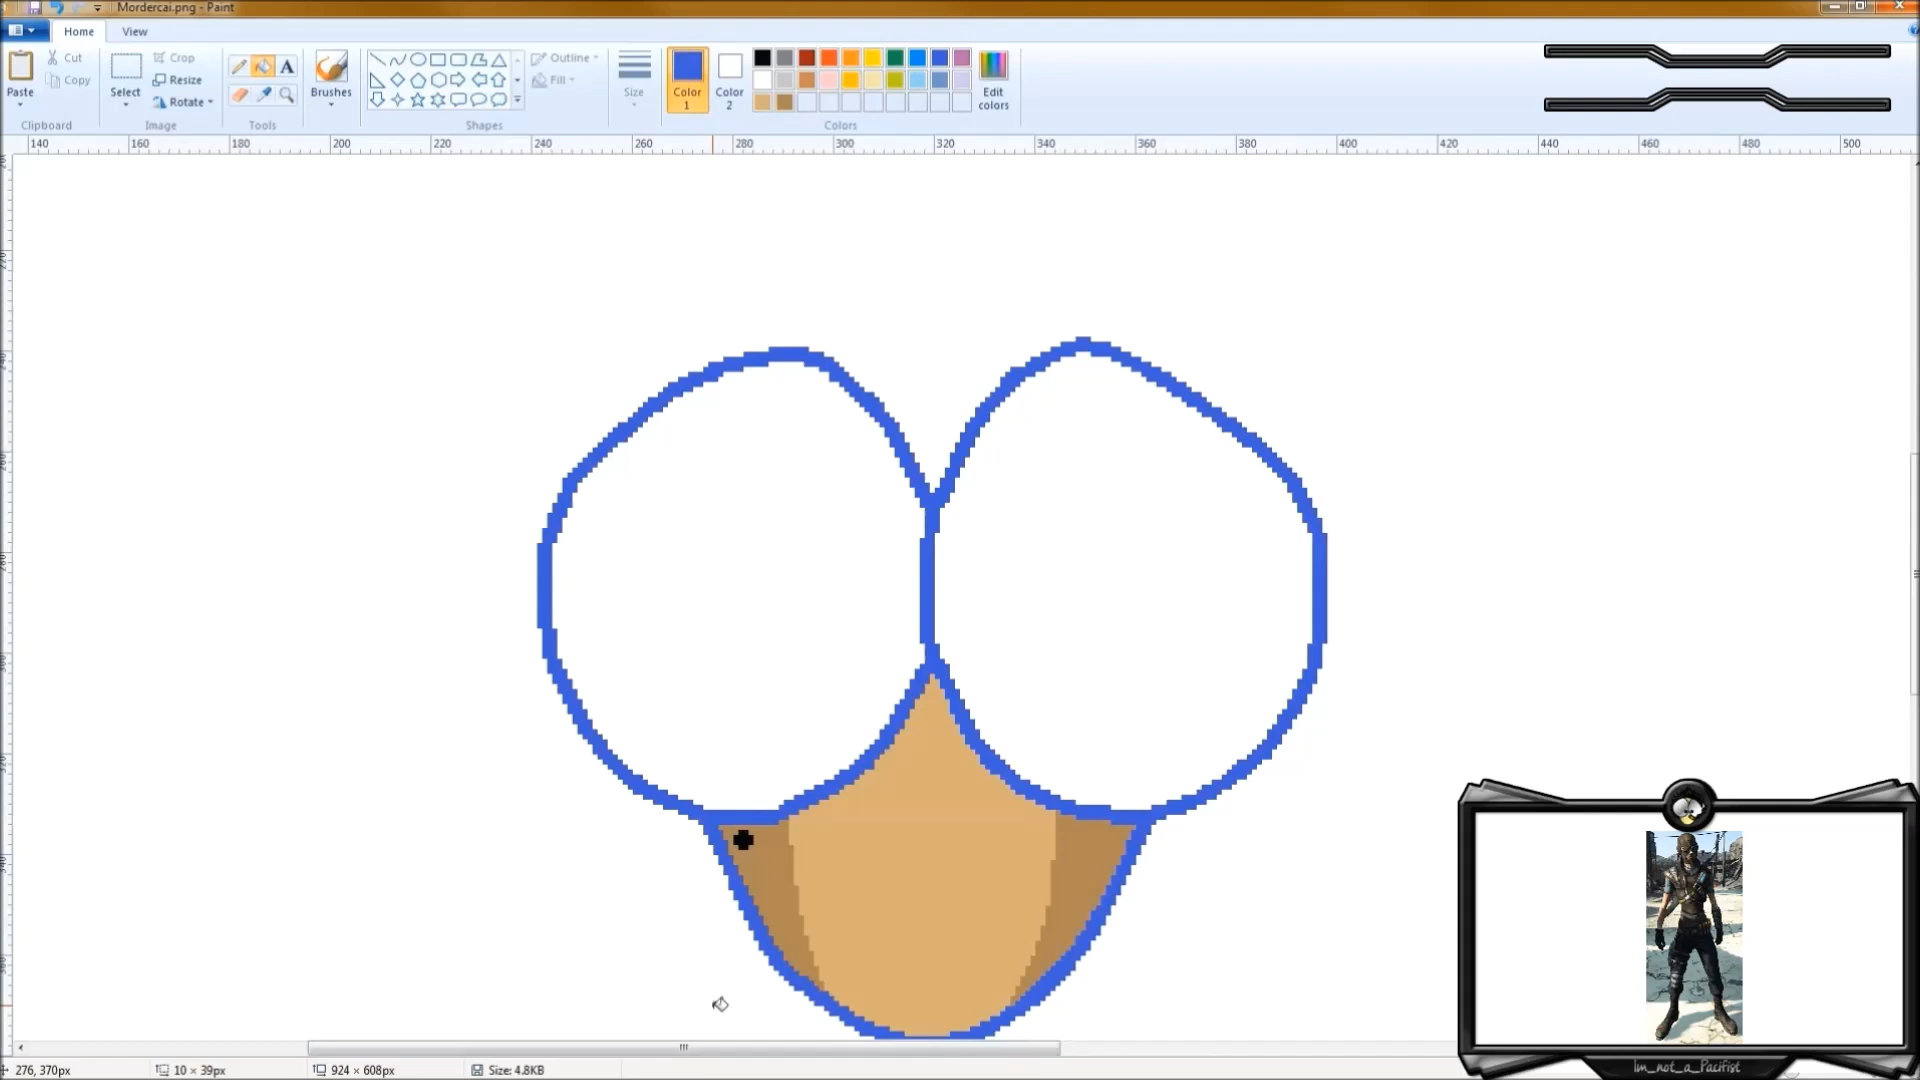 Mordercai.png - Paint
Home View
Paste
Cut
Copy
Clipboard
Select
Crop
Resize
Rotate
Image
A
Tools
Brushes
Outline
Fill
Shapes
Size
Color 1
Color 2
Edit colors
Colors
140 160 180 200 220 240 260 280 300 320 340 360 380 400 420 440 460 480 500
276, 370px
10 × 39px
924 × 608px
Size: 4.8KB
Im_not_a_Pacifist